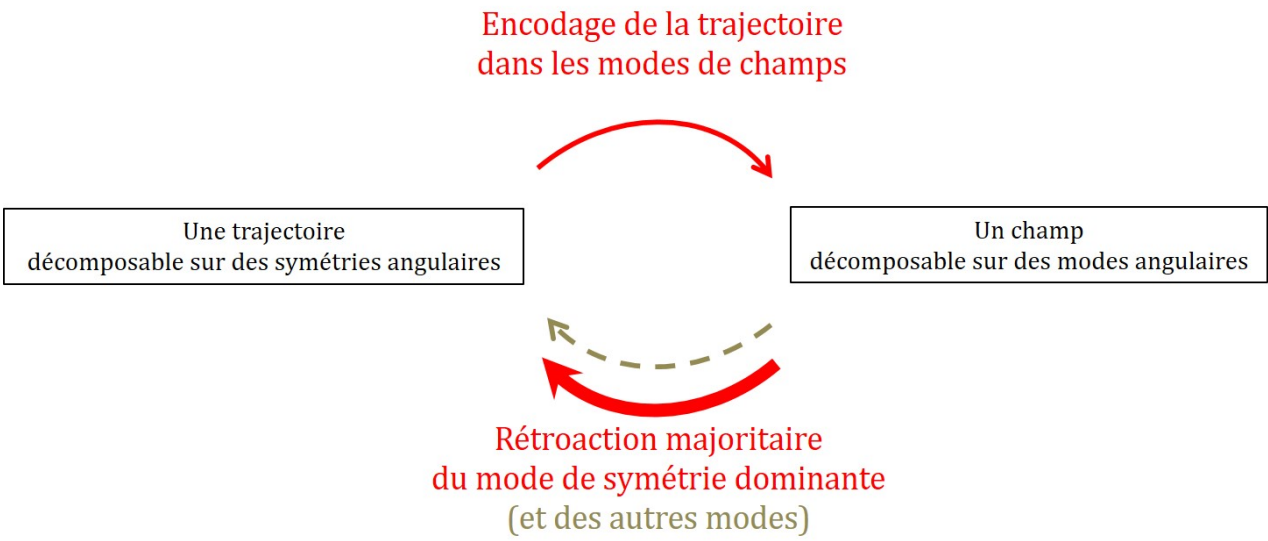 Encodage de la trajectoire
dans les modes de champs
Une trajectoire
décomposable sur des symétries angulaires
Un champ
décomposable sur des modes angulaires
Rétroaction majoritaire
du mode de symétrie dominante
(et des autres modes)